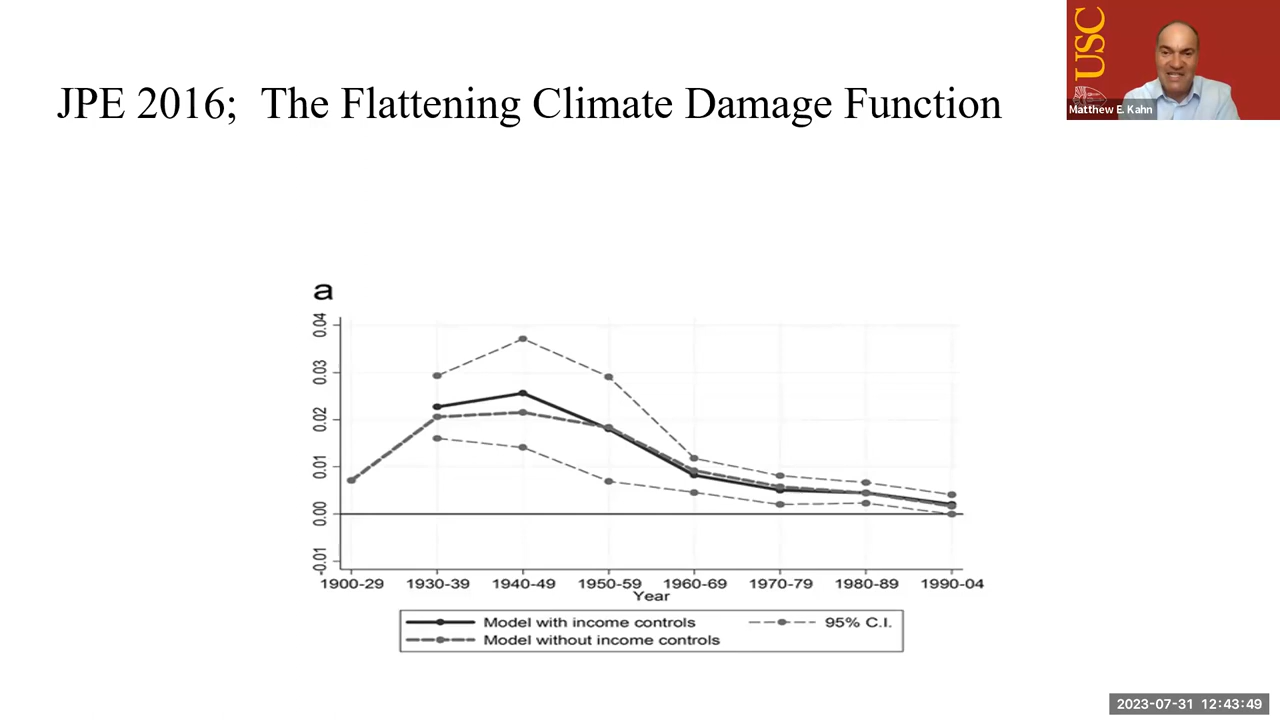 JPE 2016; The Flattening Climate Damage Function
USC
Matthew E. Kahn
a
0.04
0.03
0.02
0.01
0.00
-0.01
1900-29 1930-39 1940-49 1950-59 1960-69 1970-79 1980-89 1990-04
Year
Model with income controls 95% C.I.
Model without income controls
2023-07-31 12:43:49